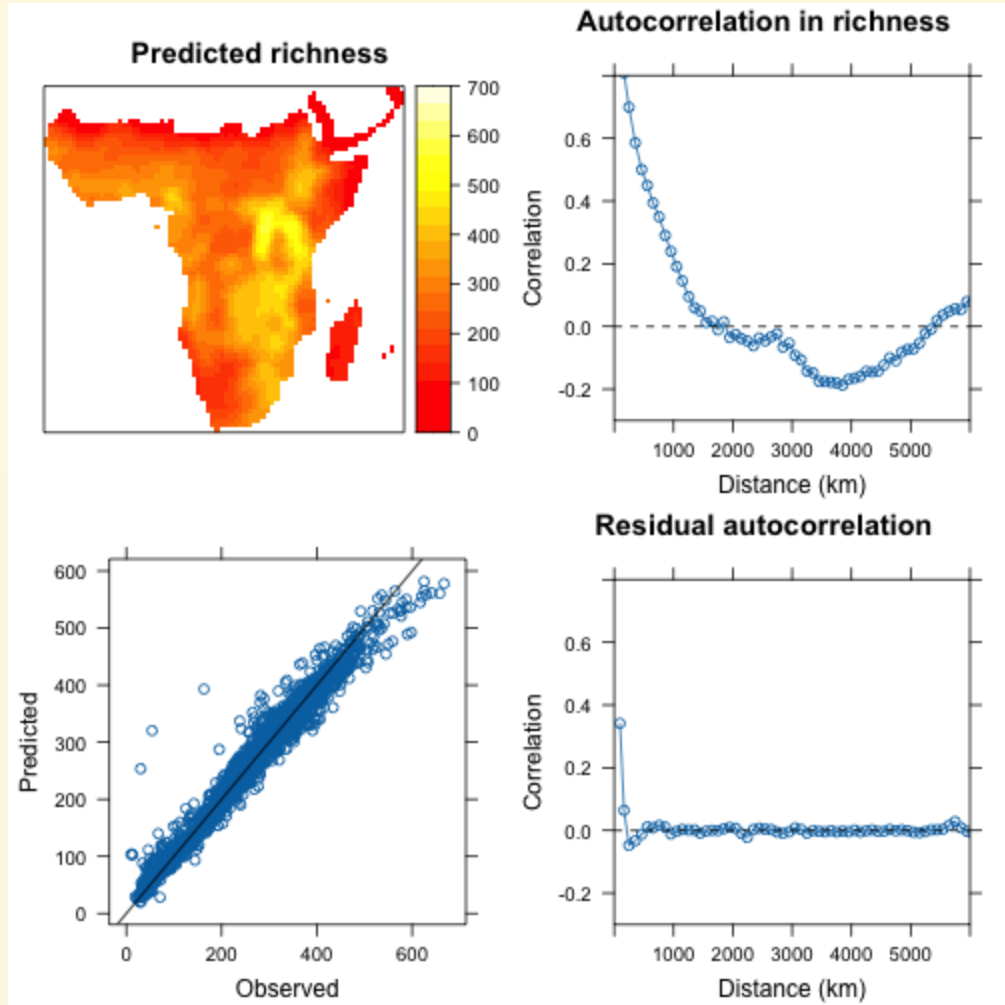 Predicted richness
700
600
500
400
300
200
100
0
Autocorrelation in richness
Correlation
0.6
0.4
0.2
0.0
-0.2
1000 2000 3000 4000 5000
Distance (km)
Predicted
600
500
400
300
200
100
0
0 200 400 600
Observed
Residual autocorrelation
Correlation
0.6
0.4
0.2
0.0
-0.2
1000 2000 3000 4000 5000
Distance (km)